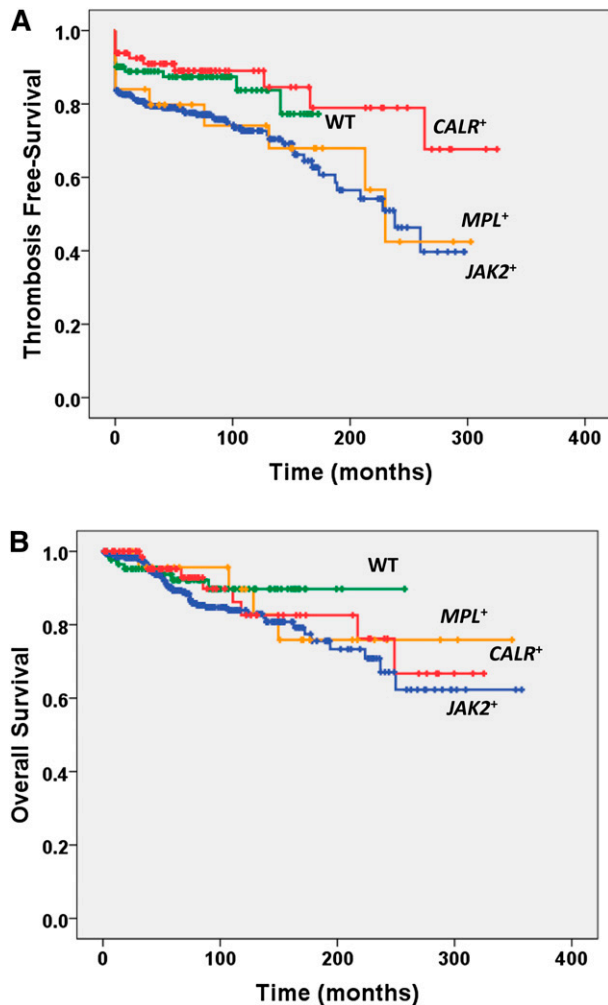 A
Thrombosis Free-Survival
1.0
0.8
0.6
0.4
0.2
0.0
WT
CALR+
MPL+
JAK2+
0 100 200 300 400
Time (months)
B
Overall Survival
1.0
0.8
0.6
0.4
0.2
0.0
WT
MPL+
CALR+
JAK2+
0 100 200 300 400
Time (months)